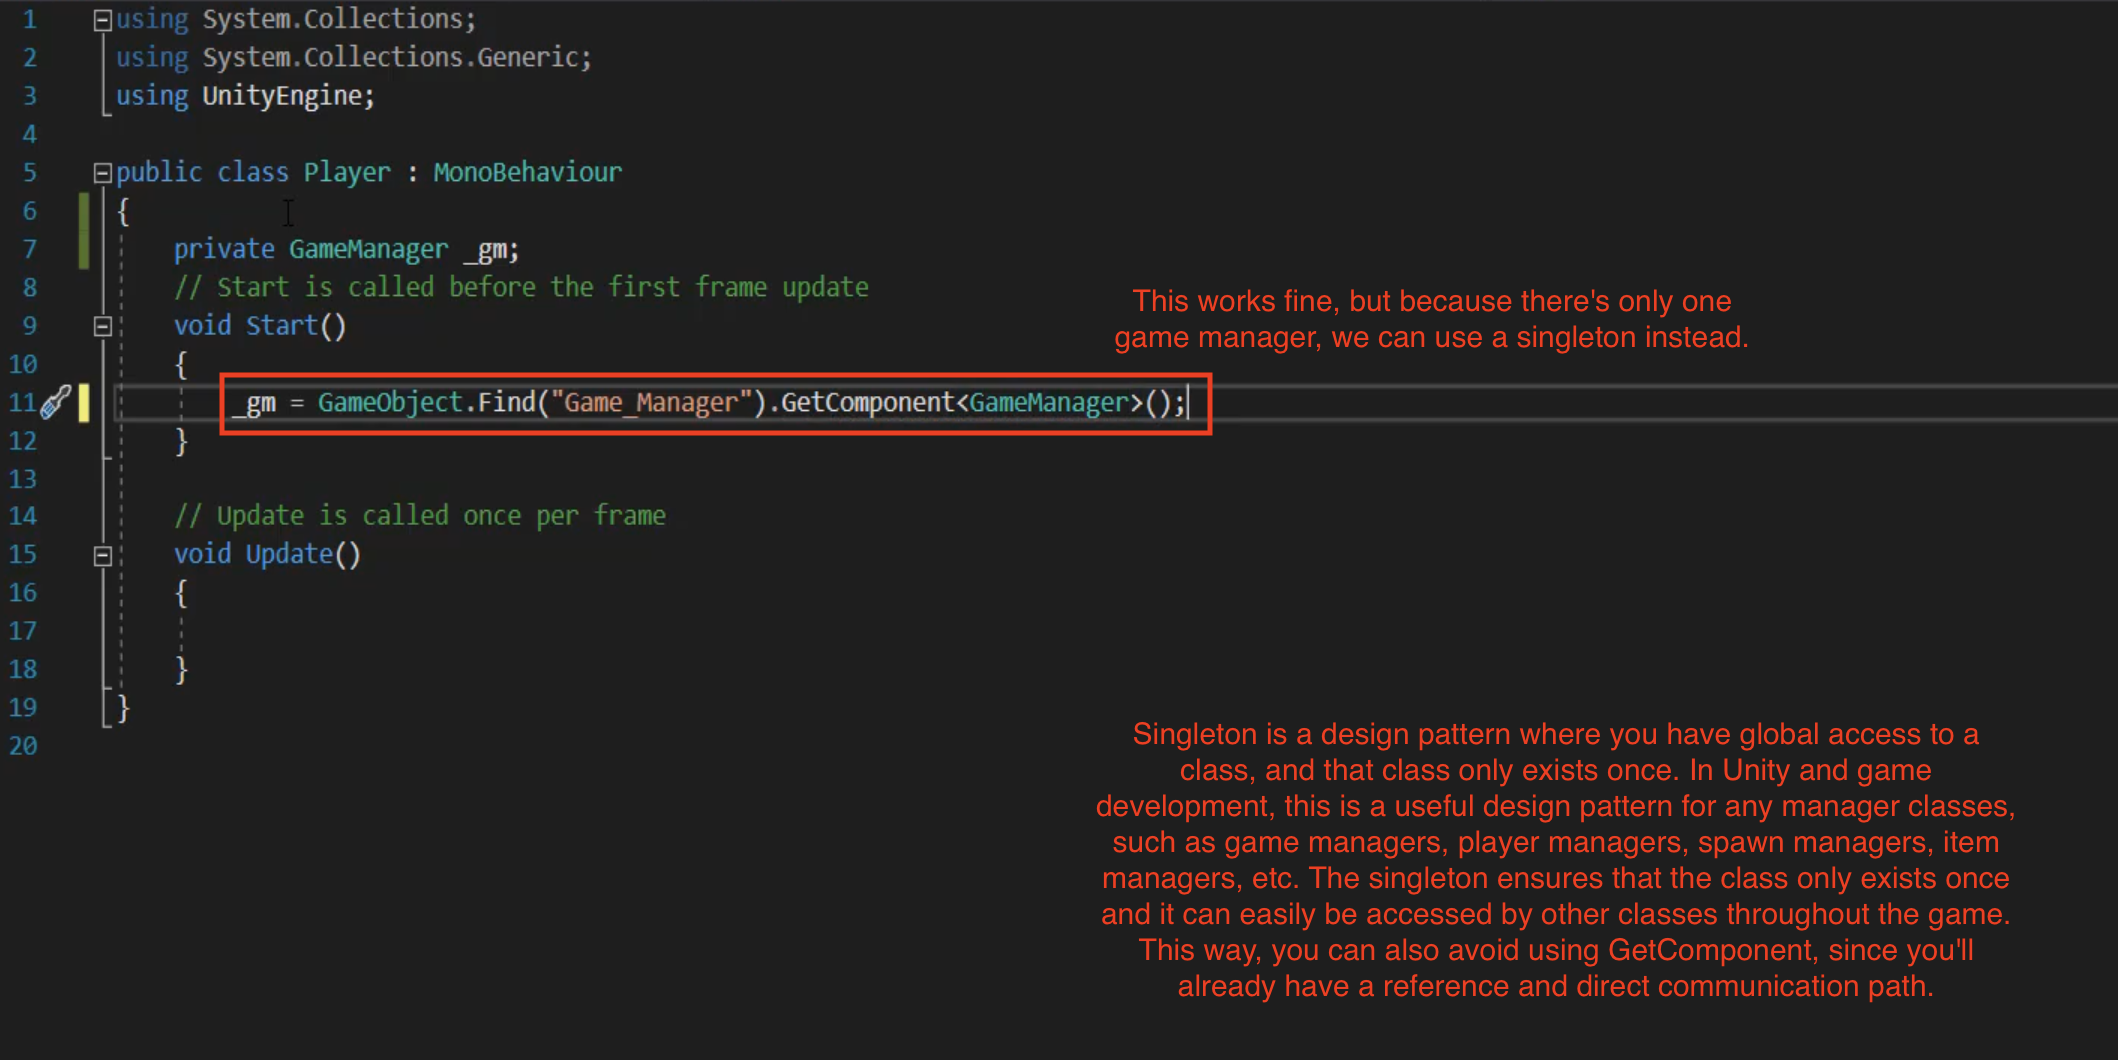 1 using System.Collections;
2 using System.Collections.Generic;
3 using UnityEngine;
4
5 public class Player : MonoBehaviour
6 {
7 private GameManager _gm;
8 // Start is called before the first frame update
9 void Start()
10 {
11 _gm = GameObject.Find("Game_Manager").GetComponent<GameManager>();
12 }
13
14 // Update is called once per frame
15 void Update()
16 {
17
18 }
19 }
20
This works fine, but because there's only one
game manager, we can use a singleton instead.
Singleton is a design pattern where you have global access to a
class, and that class only exists once. In Unity and game
development, this is a useful design pattern for any manager classes,
such as game managers, player managers, spawn managers, item
managers, etc. The singleton ensures that the class only exists once
and it can easily be accessed by other classes throughout the game.
This way, you can also avoid using GetComponent, since you'll
already have a reference and direct communication path.